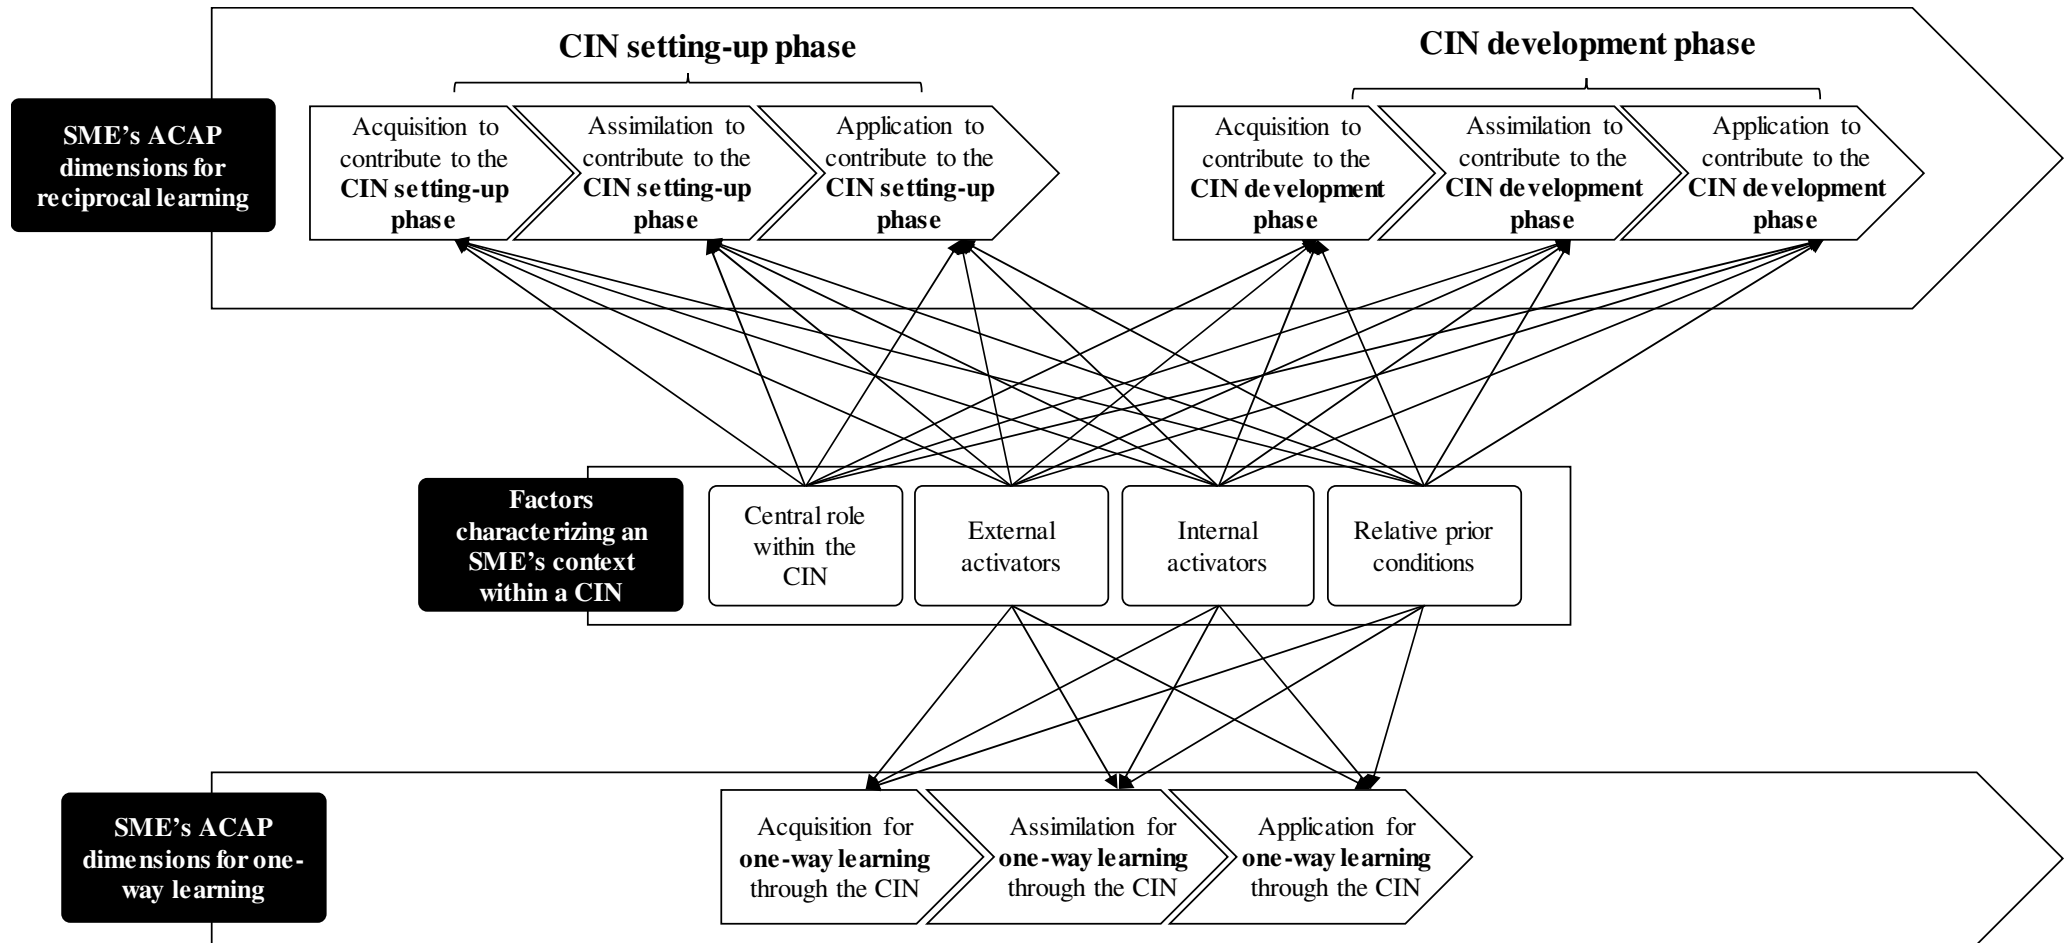 CIN setting-up phase
CIN development phase
SME's ACAP
dimensions for
reciprocal learning
Acquisition to
contribute to the
CIN setting-up
phase
Assimilation to
contribute to the
CIN setting-up
phase
Application to
contribute to the
CIN setting-up
phase
Acquisition to
contribute to the
CIN development
phase
Assimilation to
contribute to the
CIN development
phase
Application to
contribute to the
CIN development
phase
Factors
characterizing an
SME's context
within a CIN
Central role
within the
CIN
External
activators
Internal
activators
Relative prior
conditions
SME's ACAP
dimensions for one-
way learning
Acquisition for
one-way learning
through the CIN
Assimilation for
one-way learning
through the CIN
Application for
one-way learning
through the CIN